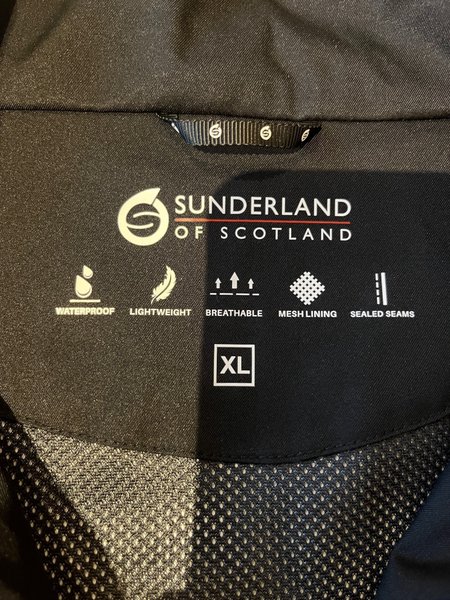 SUNDERLAND
OF SCOTLAND
WATERPROOF LIGHTWEIGHT BREATHABLE MESH LINING SEALED SEAMS
XL